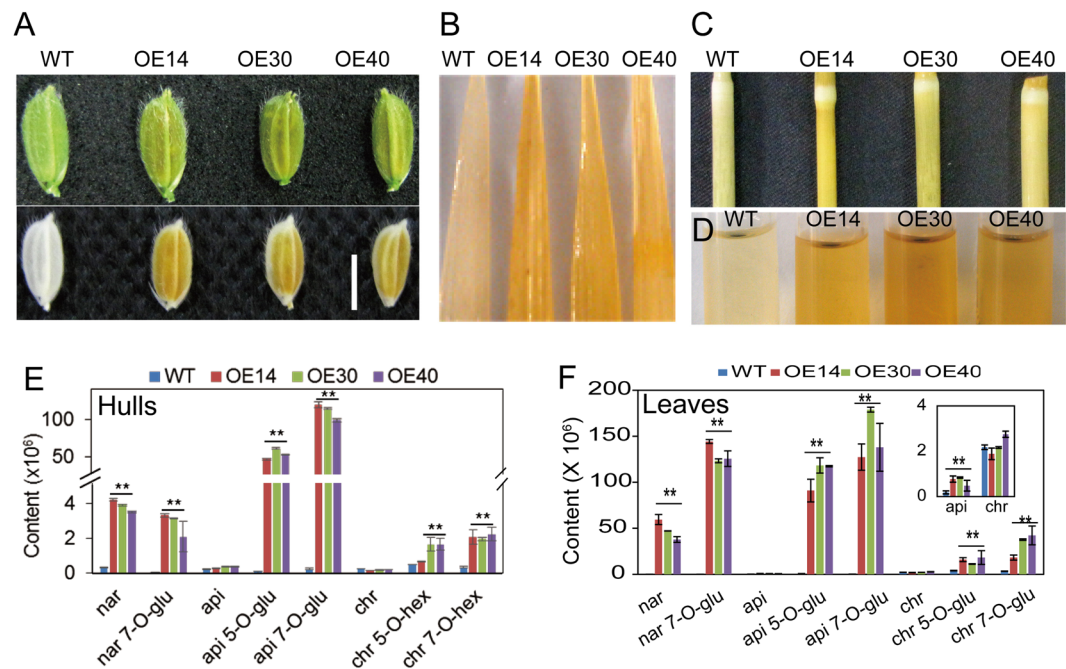 A
WT OE14 OE30 OE40
B
WT OE14 OE30 OE40
C
WT OE14 OE30 OE40
D
WT OE14 OE30 OE40
E
WT OE14 OE30 OE40
Hulls
Content (x10⁶)
100
50
4
2
0
** ** ** ** ** **
nar nar 7-O-glu api api 5-O-glu api 7-O-glu chr chr 5-O-hex chr 7-O-hex
F
WT OE14 OE30 OE40
Leaves
Content (X 10⁶)
200
150
100
50
0
** ** ** ** ** **
nar nar 7-O-glu api api 5-O-glu api 7-O-glu chr chr 5-O-glu chr 7-O-glu
4
2
0
**
api chr